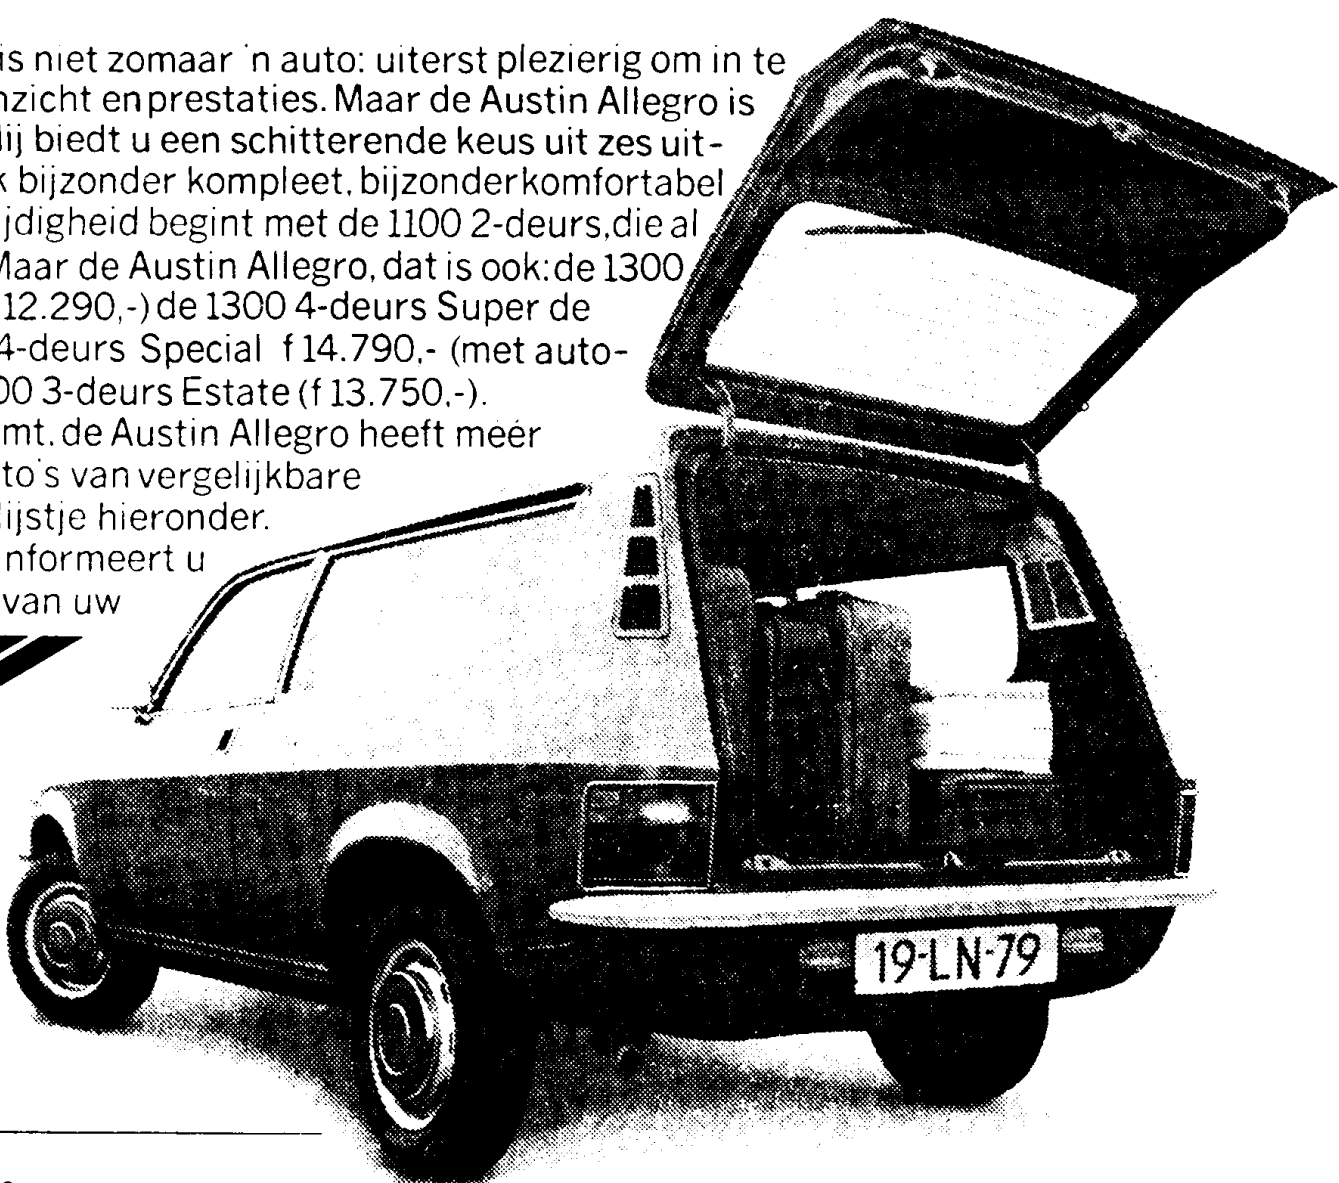 is niet zomaar 'n auto: uiterst plezierig om in te
nzicht en prestaties. Maar de Austin Allegro is
ij biedt u een schitterende keus uit zes uit-
k bijzonder kompleet, bijzonder komfortabel
ijdigheid begint met de 1100 2-deurs, die al
Maar de Austin Allegro, dat is ook: de 1300
12.290,-) de 1300 4-deurs Super de
4-deurs Special f 14.790,- (met auto-
00 3-deurs Estate (f 13.750,-).
mt, de Austin Allegro heeft meer
to's van vergelijkbare
lijstje hieronder.
nformeert u
van uw
19-LN-79